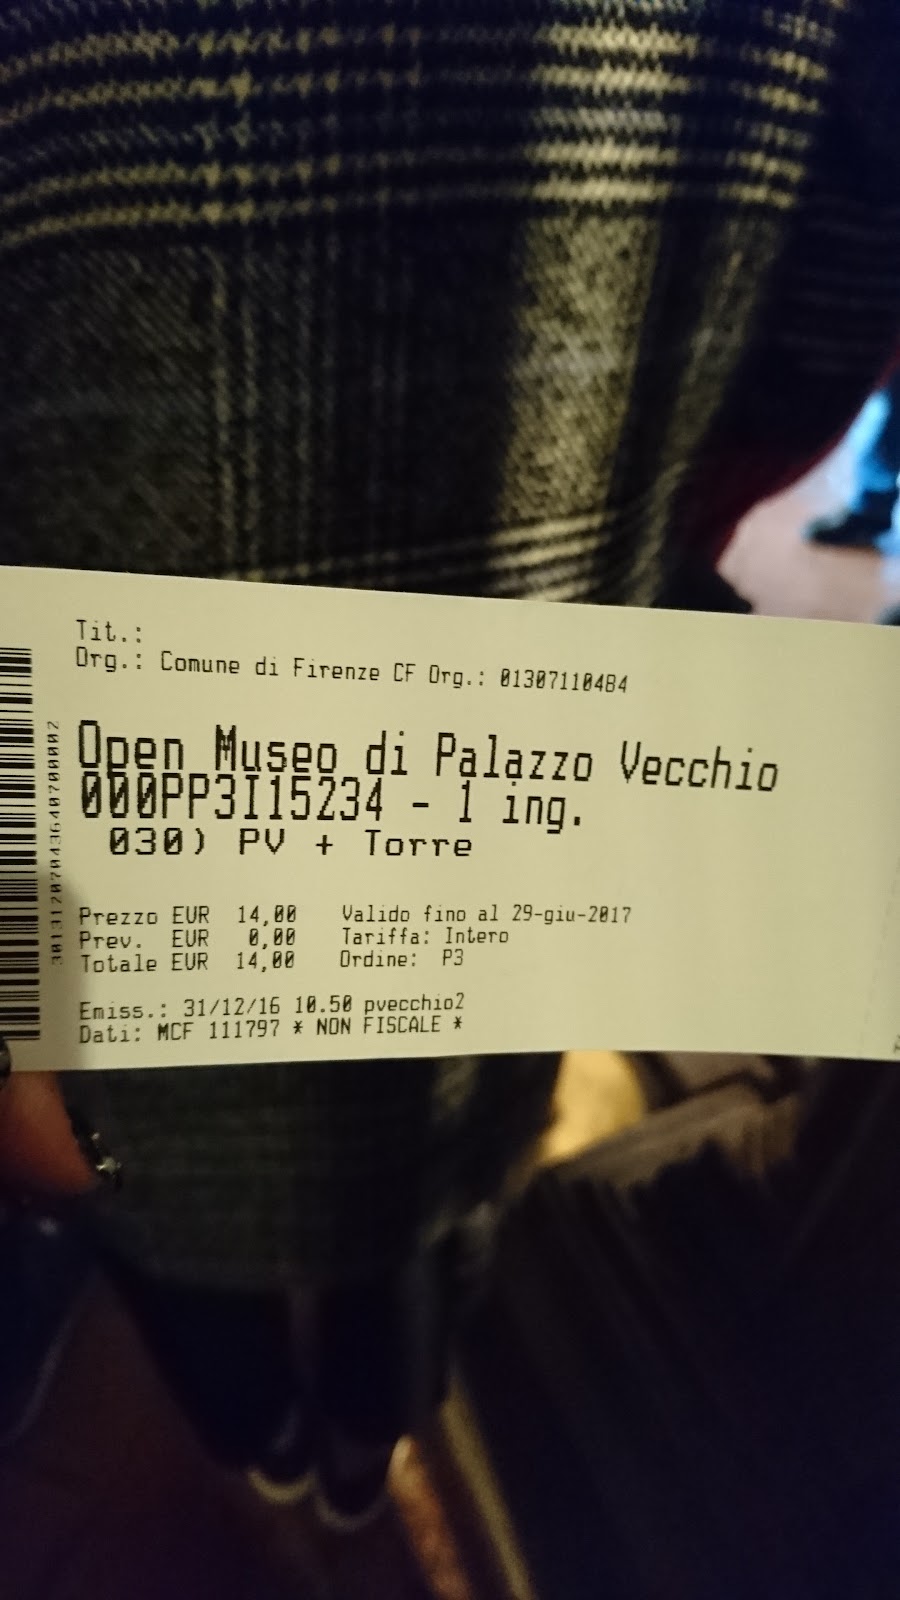 Tit.:
Org.: Comune di Firenze CF Org.: 01307110484
Open Museo di Palazzo Vecchio
000PP3I15234 - 1 ing.
030) PV + Torre
Prezzo EUR 14,00 Valido fino al 29-giu-2017
Prev. EUR 0,00 Tariffa: Intero
Totale EUR 14,00 Ordine: P3
Emiss.: 31/12/16 10.50 pvecchio2
Dati: MCF 111797 * NON FISCALE *